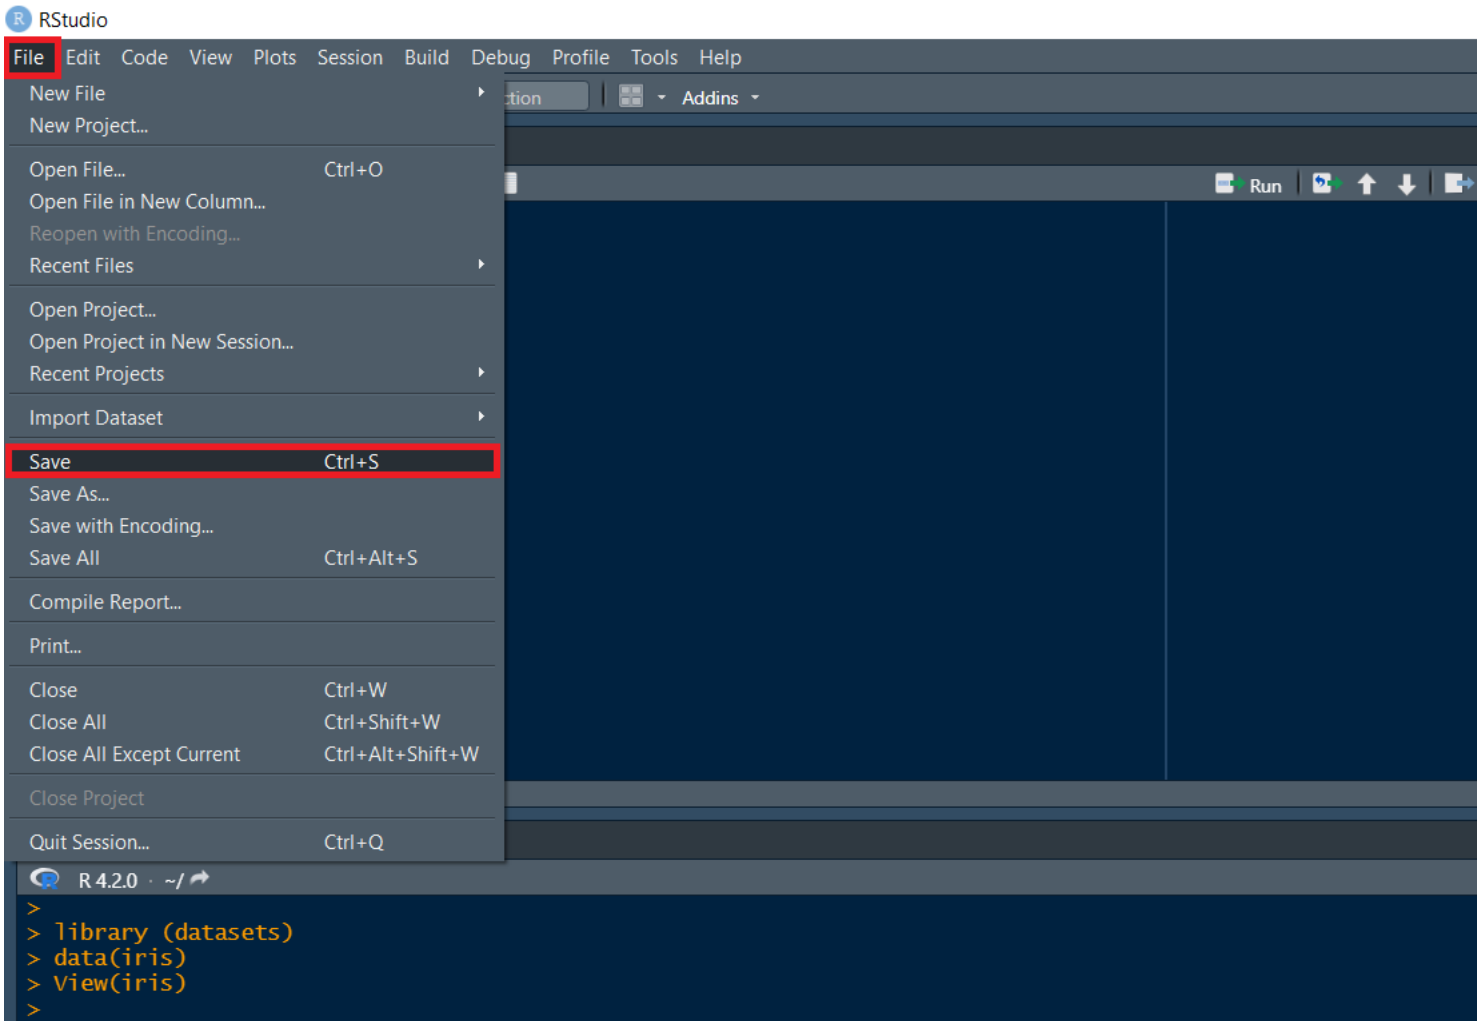 RStudio
File Edit Code View Plots Session Build Debug Profile Tools Help
New File
ction Addins
New Project...
Open File... Ctrl+O
Run
Open File in New Column...
Reopen with Encoding...
Recent Files
Open Project...
Open Project in New Session...
Recent Projects
Import Dataset
Save Ctrl+S
Save As...
Save with Encoding...
Save All Ctrl+Alt+S
Compile Report...
Print...
Close Ctrl+W
Close All Ctrl+Shift+W
Close All Except Current Ctrl+Alt+Shift+W
Close Project
Quit Session... Ctrl+Q
R 4.2.0 · ~/
>
> library (datasets)
> data(iris)
> View(iris)
>